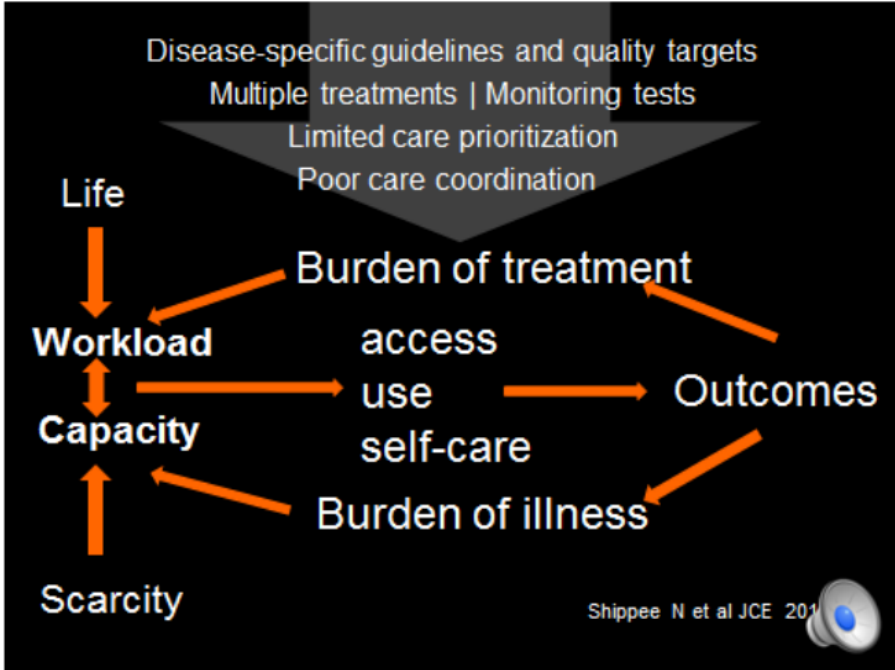 Disease-specific guidelines and quality targets
Multiple treatments | Monitoring tests
Limited care prioritization
Poor care coordination
Life
Burden of treatment
Workload
access
use
Outcomes
Capacity
self-care
Burden of illness
Scarcity
Shippee N et al JCE